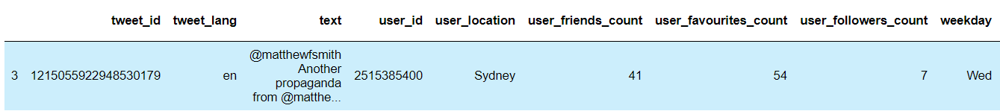 tweet_id tweet_lang text user_id user_location user_friends_count user_favourites_count user_followers_count weekday
3 1215055922948530179 en @matthewfsmith Another propaganda from @matthe... 2515385400 Sydney 41 54 7 Wed